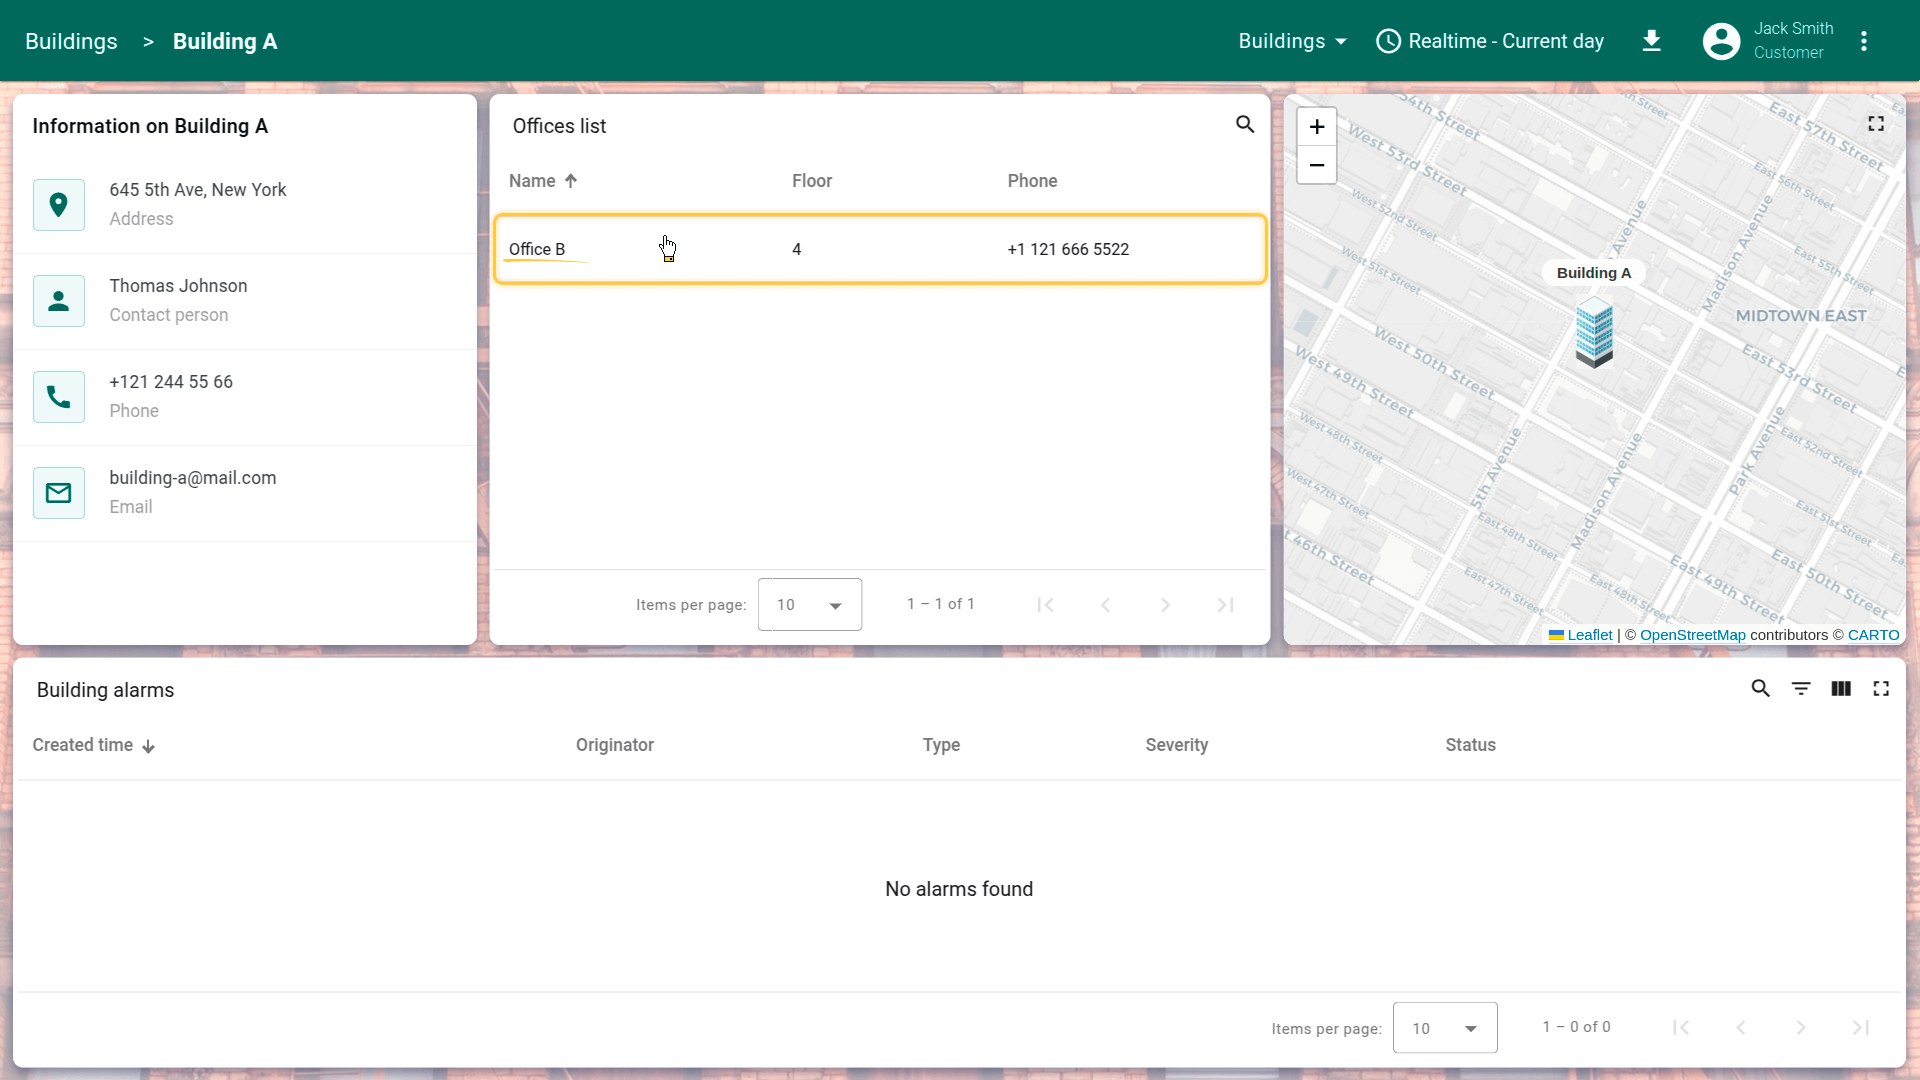 Buildings > Building A
Buildings
Realtime - Current day
Jack Smith
Customer
Information on Building A
645 5th Ave, New York
Address
Thomas Johnson
Contact person
+121 244 55 66
Phone
building-a@mail.com
Email
Offices list
Name Floor Phone
Office B 4 +1 121 666 5522
Items per page: 10 1 – 1 of 1
+
−
54th Street
West 53rd Street
West 52nd Street
West 51st Street
West 50th Street
West 49th Street
West 48th Street
West 47th Street
t 46th Street
East 57th Street
East 56th Street
East 55th Street
Madison Avenue
Building A
MIDTOWN EAST
East 53rd Street
East 52nd Street
East 51st Street
East 50th Street
East 49th Street
East 48th Street
East 48th Street
East 47th Street
5th Avenue
Madison Avenue
Park Avenue
Avenue
Leaflet | © OpenStreetMap contributors © CARTO
Building alarms
Created time Originator Type Severity Status
No alarms found
Items per page: 10 1 – 0 of 0